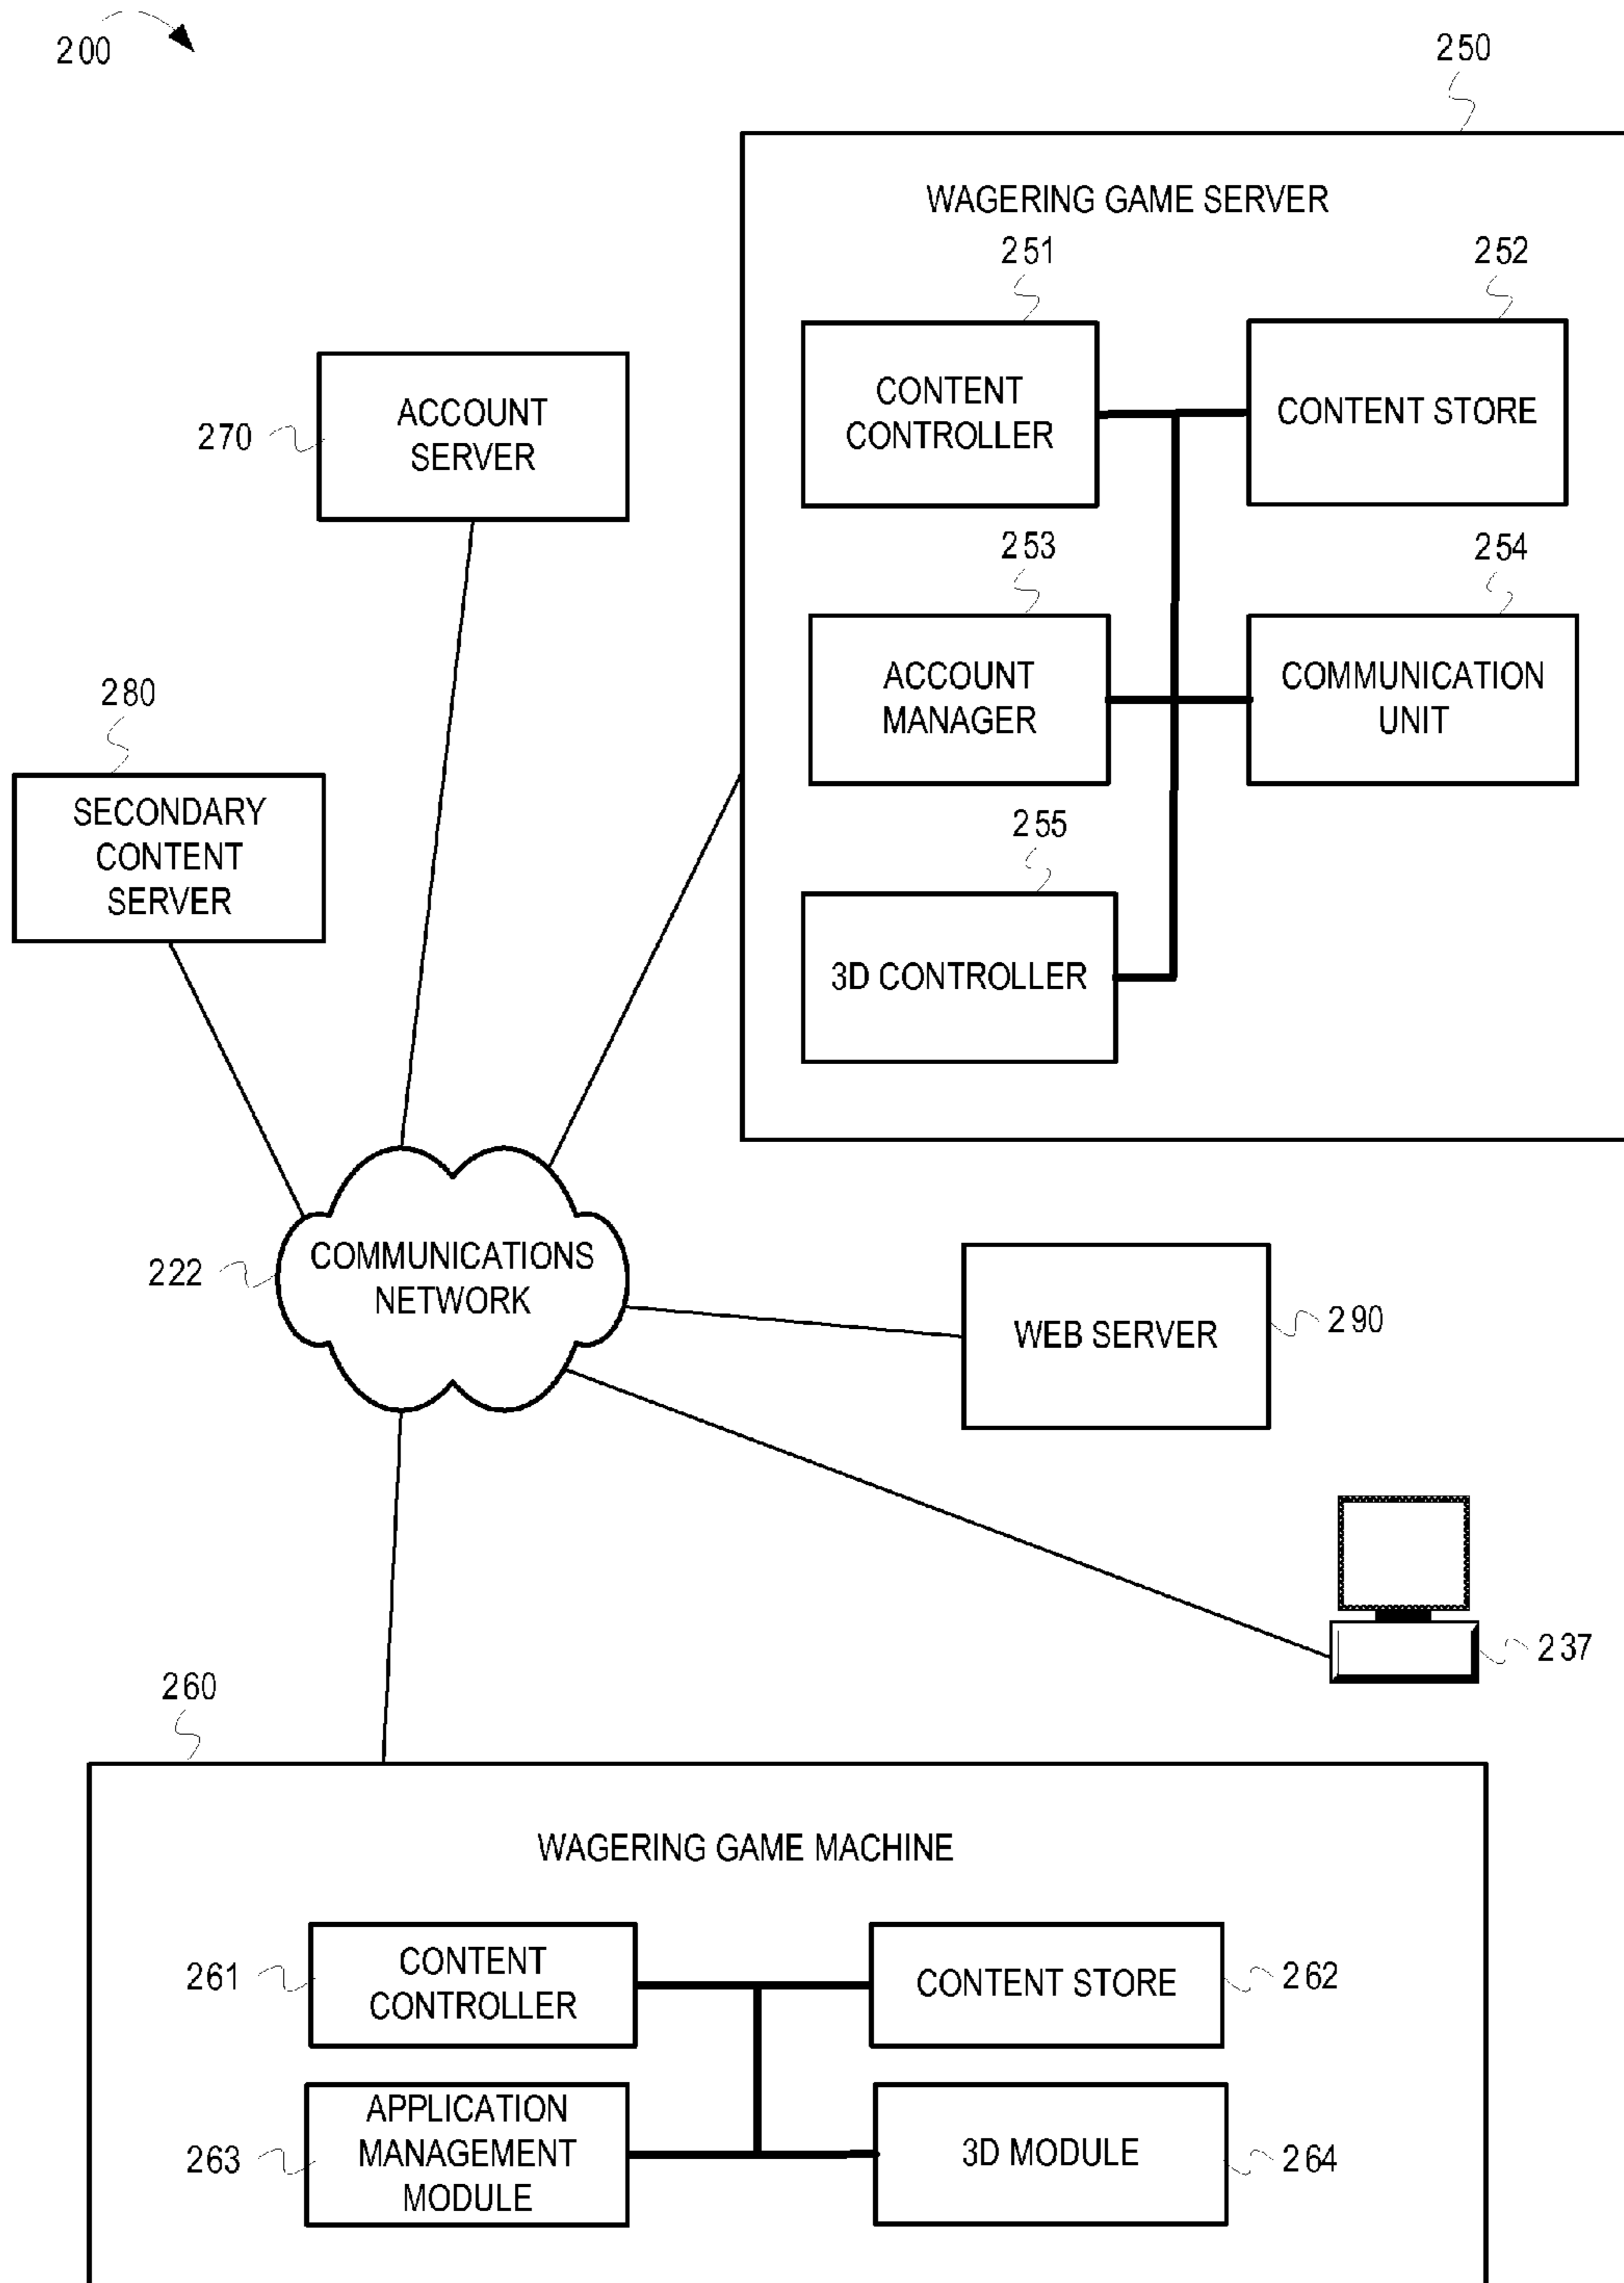 200
250
WAGERING GAME SERVER
251
252
CONTENT
CONTROLLER
CONTENT STORE
270
ACCOUNT
SERVER
253
254
ACCOUNT
MANAGER
COMMUNICATION
UNIT
280
SECONDARY
CONTENT
SERVER
255
3D CONTROLLER
222
COMMUNICATIONS
NETWORK
WEB SERVER
290
237
260
WAGERING GAME MACHINE
261
CONTENT
CONTROLLER
CONTENT STORE
262
263
APPLICATION
MANAGEMENT
MODULE
3D MODULE
264